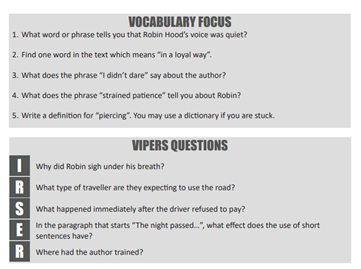 VOCABULARY FOCUS
1. What word or phrase tells you that Robin Hood's voice was quiet?
2. Find one word in the text which means "in a loyal way".
3. What does the phrase "I didn't dare" say about the author?
4. What does the phrase "strained patience" tell you about Robin?
5. Write a definition for "piercing". You may use a dictionary if you are stuck.
VIPERS QUESTIONS
I Why did Robin sigh under his breath?
R What type of traveller are they expecting to use the road?
S What happened immediately after the driver refused to pay?
E In the paragraph that starts "The night passed…", what effect does the use of short
sentences have?
R Where had the author trained?